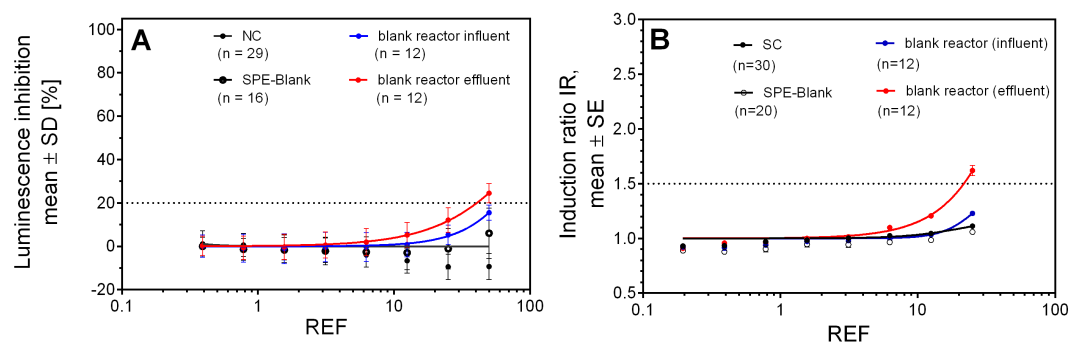 A
NC
(n = 29)
SPE-Blank
(n = 16)
blank reactor influent
(n = 12)
blank reactor effluent
(n = 12)
Luminescence inhibition
mean ± SD [%]
100
80
60
40
20
0
-20
0.1
1
10
100
REF
B
SC
(n=30)
SPE-Blank
(n=20)
blank reactor (influent)
(n=12)
blank reactor (effluent)
(n=12)
Induction ratio IR,
mean ± SE
3.0
2.5
2.0
1.5
1.0
0.5
0.1
1
10
100
REF